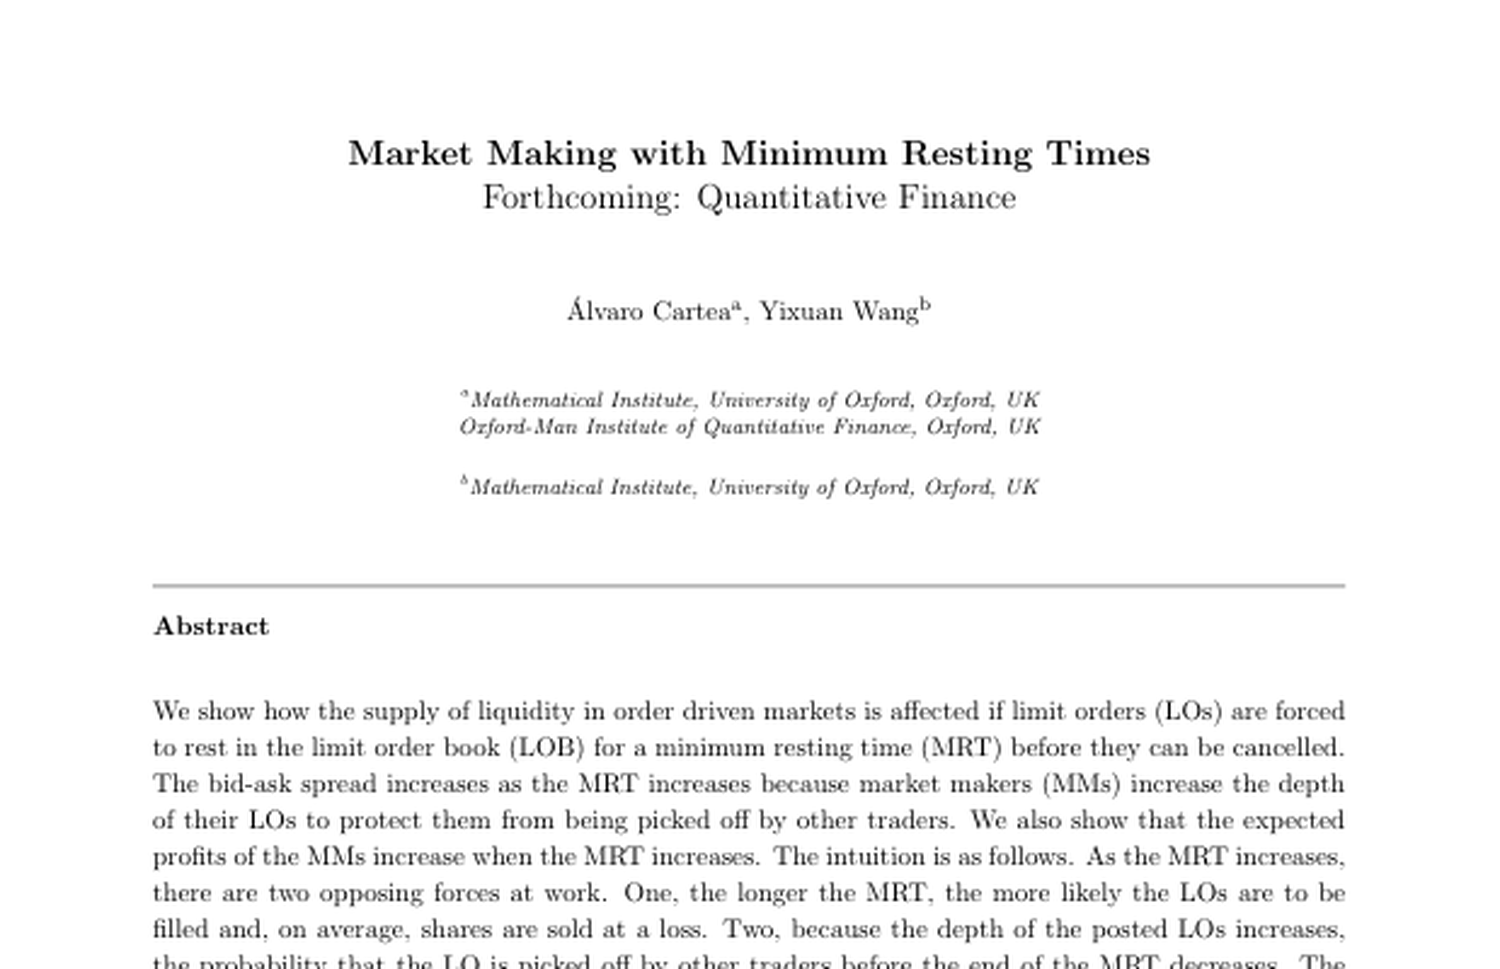 Market Making with Minimum Resting Times
Forthcoming: Quantitative Finance
Álvaro Carteaᵃ, Yixuan Wangᵇ
ᵃMathematical Institute, University of Oxford, Oxford, UK
Oxford-Man Institute of Quantitative Finance, Oxford, UK
ᵇMathematical Institute, University of Oxford, Oxford, UK
Abstract
We show how the supply of liquidity in order driven markets is affected if limit orders (LOs) are forced
to rest in the limit order book (LOB) for a minimum resting time (MRT) before they can be cancelled.
The bid-ask spread increases as the MRT increases because market makers (MMs) increase the depth
of their LOs to protect them from being picked off by other traders. We also show that the expected
profits of the MMs increase when the MRT increases. The intuition is as follows. As the MRT increases,
there are two opposing forces at work. One, the longer the MRT, the more likely the LOs are to be
filled and, on average, shares are sold at a loss. Two, because the depth of the posted LOs increases,
the probability that the LO is picked off by other traders before the end of the MRT decreases. The